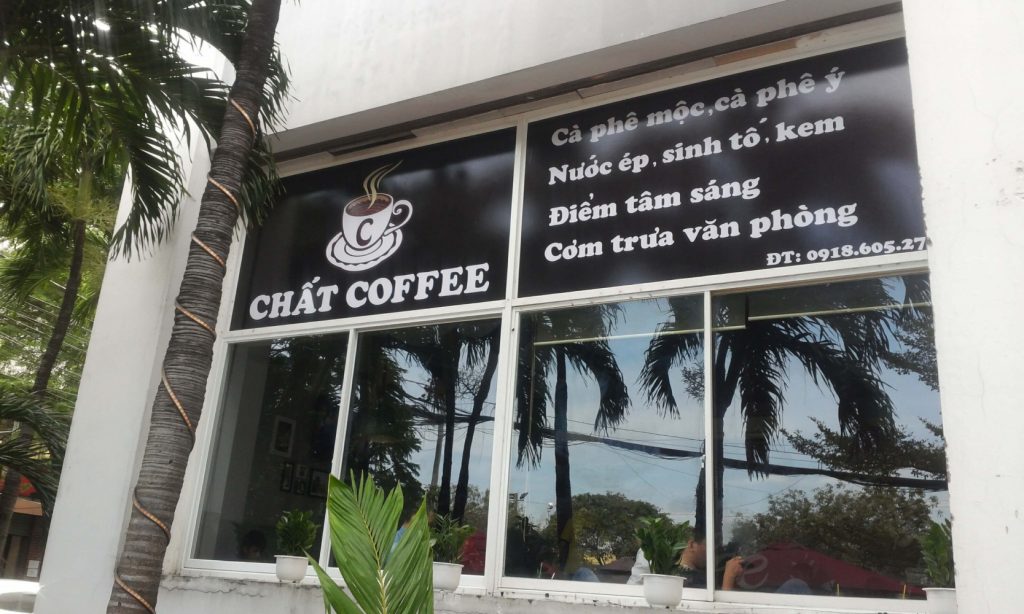 C
CHẤT COFFEE
Cà phê mộc,cà phê ý
Nước ép, sinh tố, kem
Điểm tâm sáng
Cơm trưa văn phòng
ĐT: 0918.605.27